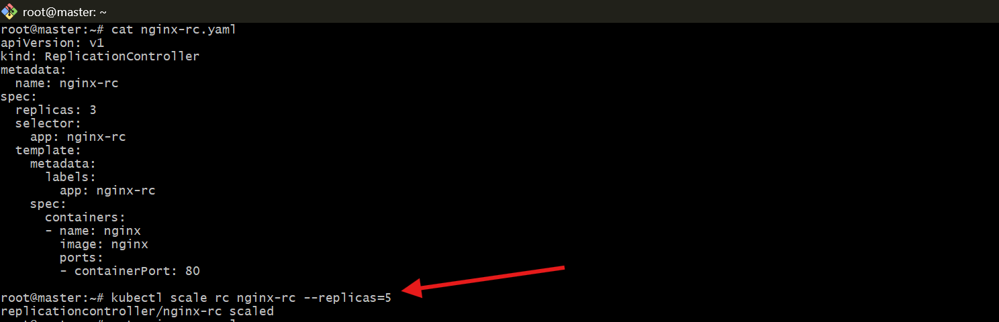 root@master: ~
root@master:~# cat nginx-rc.yaml
apiVersion: v1
kind: ReplicationController
metadata:
  name: nginx-rc
spec:
  replicas: 3
  selector:
    app: nginx-rc
  template:
    metadata:
      labels:
        app: nginx-rc
    spec:
      containers:
      - name: nginx
        image: nginx
        ports:
        - containerPort: 80
root@master:~# kubectl scale rc nginx-rc --replicas=5
replicationcontroller/nginx-rc scaled